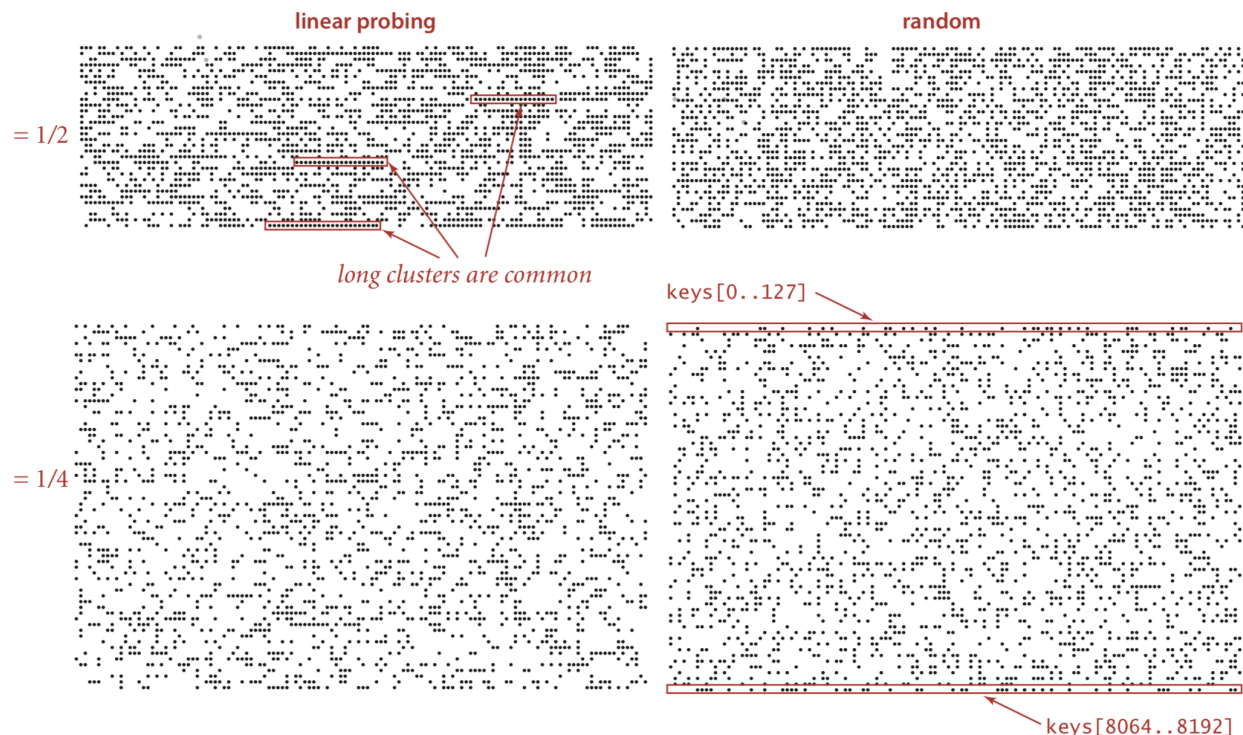 linear probing
random
= 1/2
long clusters are common
keys[0..127]
= 1/4
keys[8064..8192]